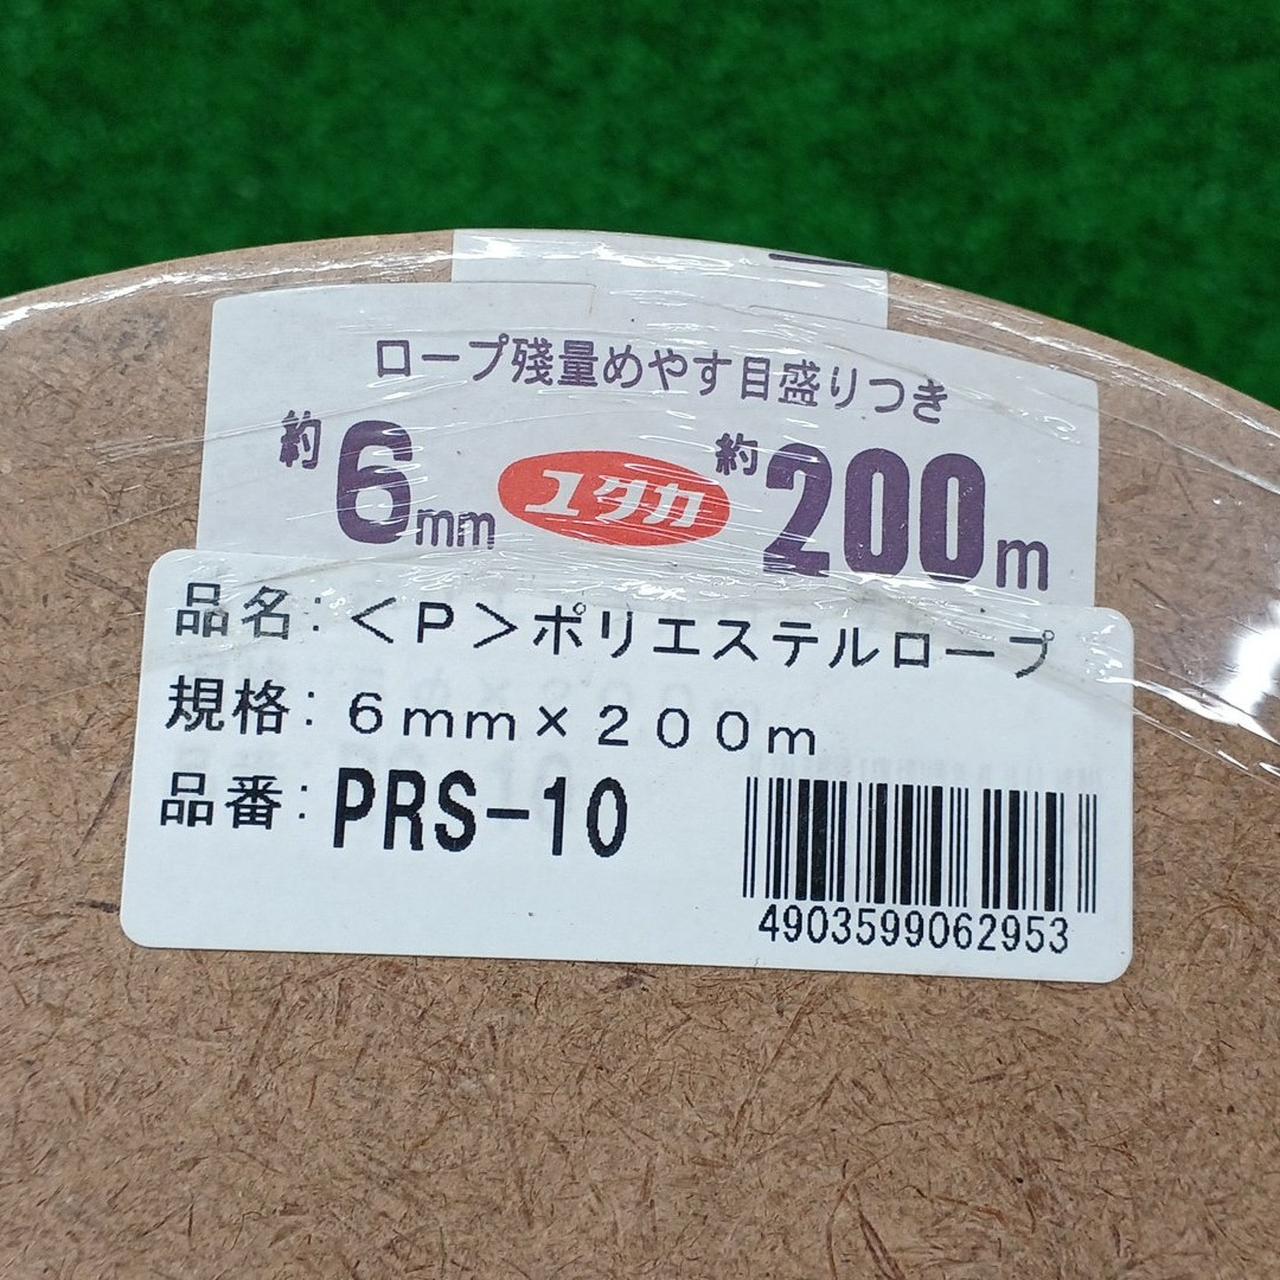 ロープ残量めやす目盛りつき
約6mm ユタカ 約200m
品名:＜Ｐ＞ポリエステルロープ
規格:６ｍｍ×２００ｍ
品番:PRS-10
4903599062953